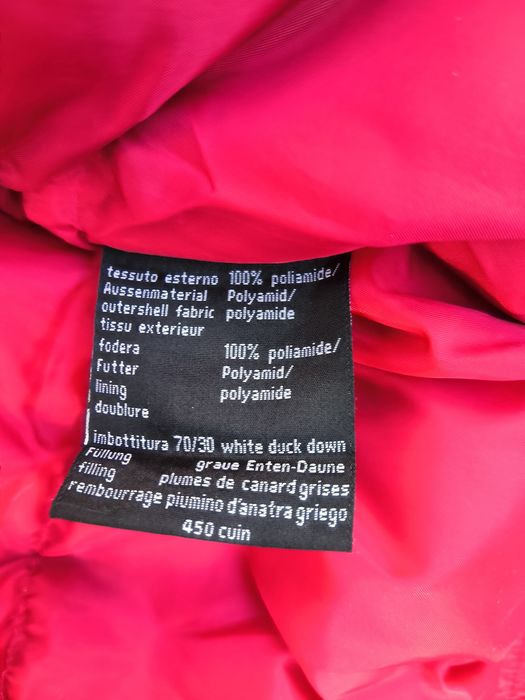 tessuto esterno 100% poliamide/
Aussenmaterial Polyamid/
outershell fabric polyamide
tissu exterieur
fodera 100% poliamide/
Futter Polyamid/
lining polyamide
doublure
imbottitura 70/30 white duck down
Füllung graue Enten-Daune
filling plumes de canard grises
rembourrage piumino d'anatra griego
450 cuin